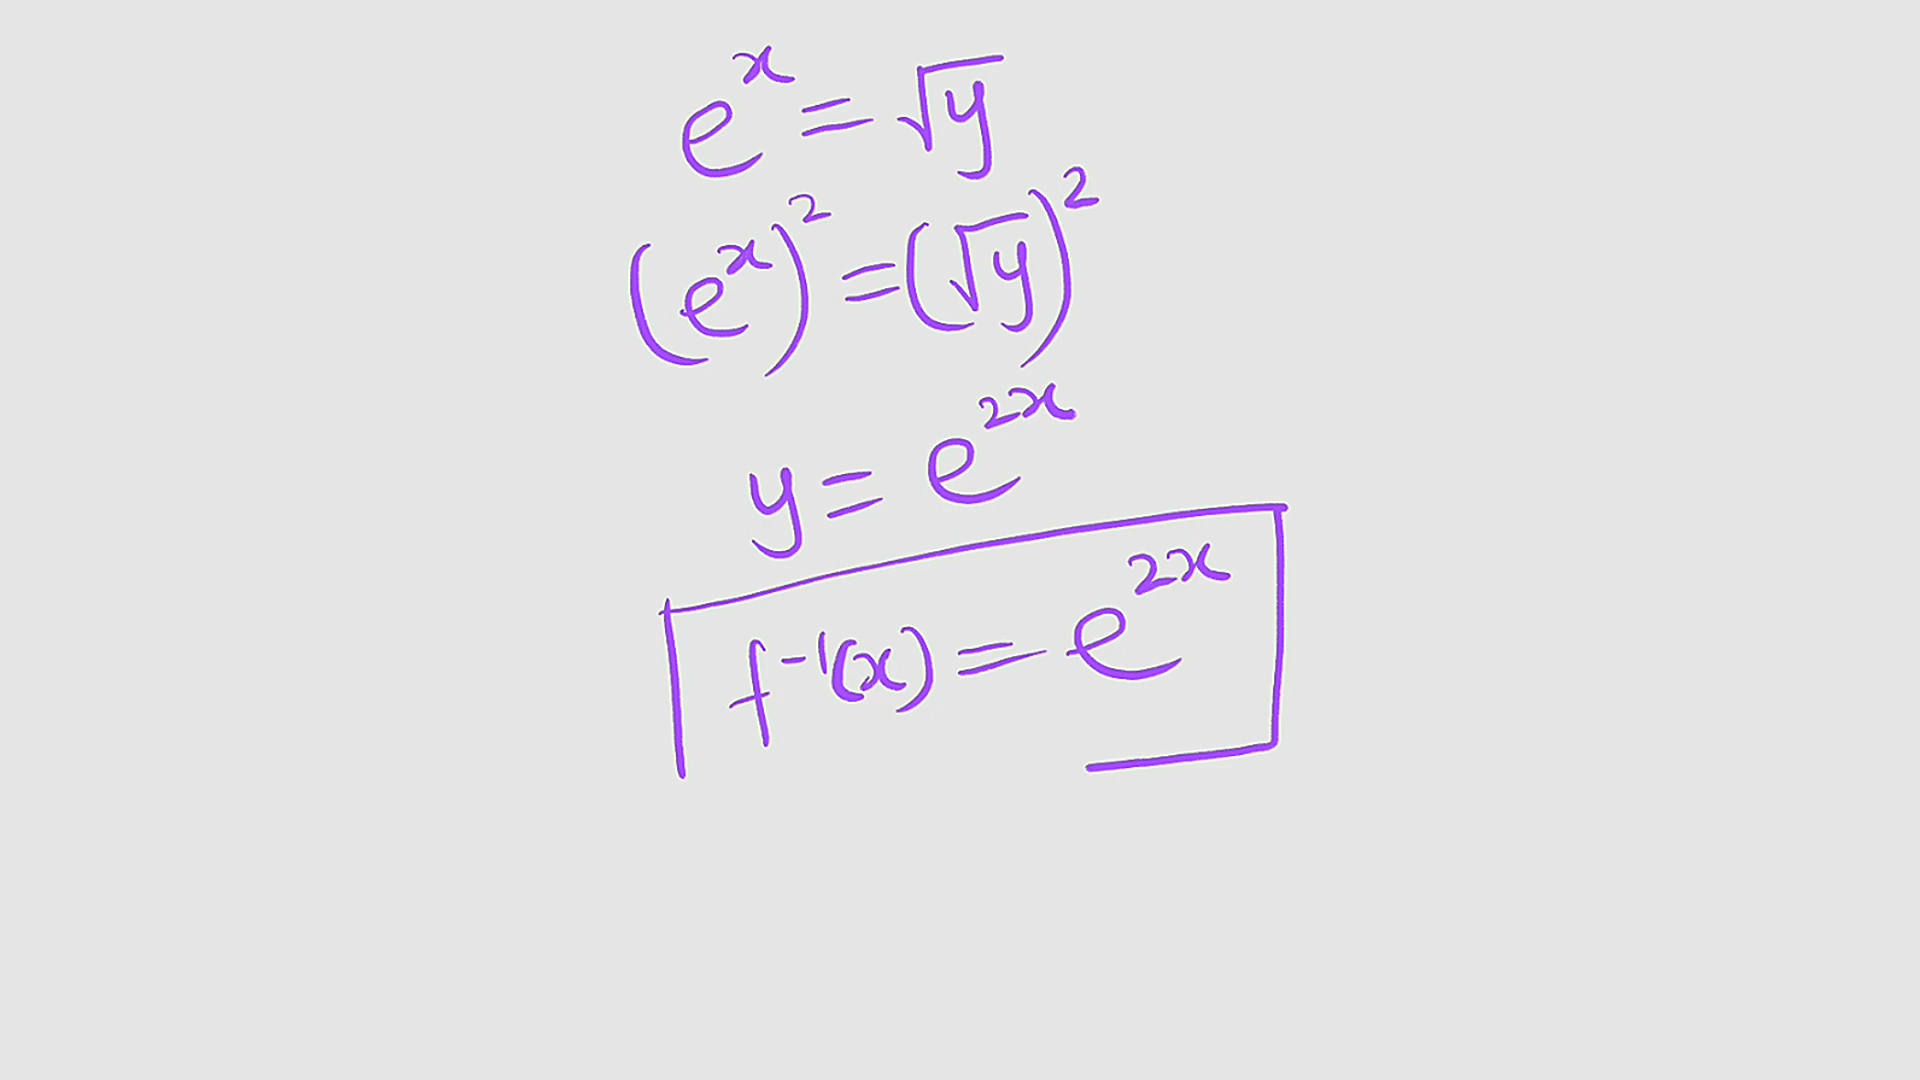 e^x = √y
(e^x)^2 = (√y)^2
y = e^{2x}
f^{-1}(x) = e^{2x}